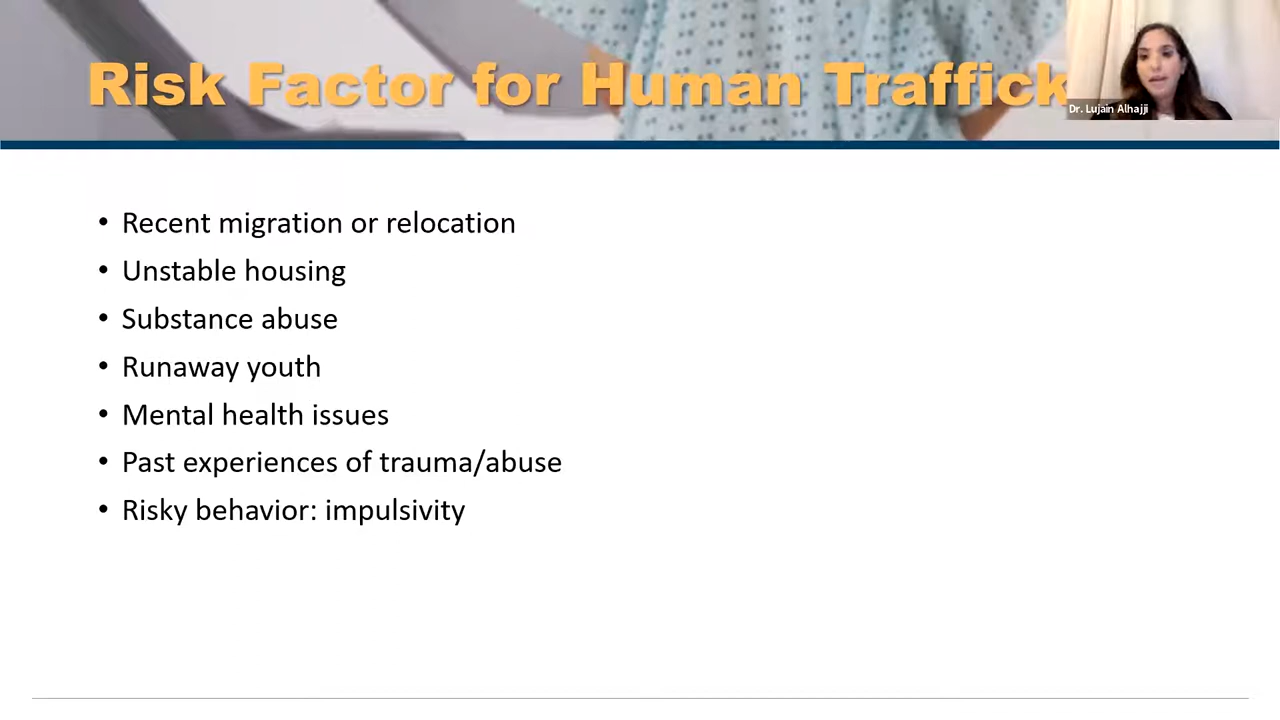 Risk Factor for Human Traffick
Dr. Lujain Alhajji
• Recent migration or relocation
• Unstable housing
• Substance abuse
• Runaway youth
• Mental health issues
• Past experiences of trauma/abuse
• Risky behavior: impulsivity